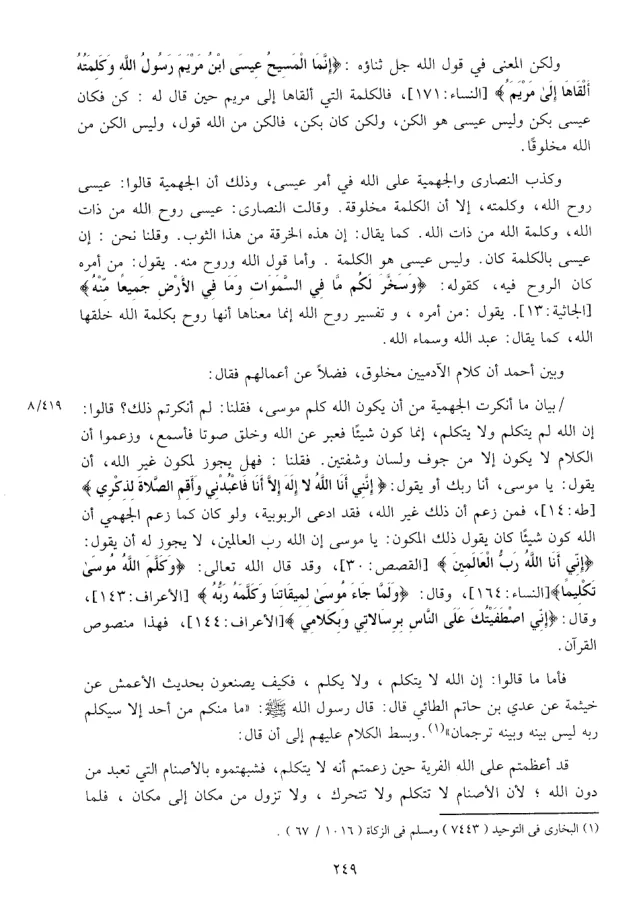 ولكن المعنى في قول الله جل ثناؤه : ﴿إِنَّمَا الْمَسِيحُ عِيسَى ابْنُ مَرْيَمَ رَسُولُ اللَّهِ وَكَلِمَتُهُ
أَلْقَاهَا إِلَىٰ مَرْيَمَ﴾ [النساء: ١٧١]، فالكلمة التي ألقاها إلى مريم حين قال له : كن فكان
عيسى بكن وليس عيسى هو الكن، ولكن كان بكن، فالكن من الله قول، وليس الكن من
الله مخلوقًا.
وكذب النصارى والجهمية على الله في أمر عيسى، وذلك أن الجهمية قالوا: عيسى
روح الله، وكلمته، إلا أن الكلمة مخلوقة. وقالت النصارى: عيسى روح الله من ذات
الله، وكلمة الله من ذات الله. كما يقال: إن هذه الخرقة من هذا الثوب. وقلنا نحن : إن
عيسى بالكلمة كان. وليس عيسى هو الكلمة . وأما قول الله وروح منه. يقول: من أمره
كان الروح فيه، كقوله: ﴿وَسَخَّرَ لَكُم مَّا فِي السَّمَوَاتِ وَمَا فِي الأَرْضِ جَمِيعًا مِّنْهُ﴾
[الجاثية: ١٣]. يقول :من أمره ، و تفسير روح الله إنما معناها أنها روح بكلمة الله خلقها
الله، كما يقال: عبد الله وسماء الله.
وبين أحمد أن كلام الآدميين مخلوق، فضلاً عن أعمالهم فقال:
٨/٤١٩ / بيان ما أنكرت الجهمية من أن يكون الله كلم موسى، فقلنا: لم أنكرتم ذلك؟ قالوا:
إن الله لم يتكلم ولا يتكلم، إنما كون شيئًا فعبر عن الله وخلق صوتا فأسمع، وزعموا أن
الكلام لا يكون إلا من جوف ولسان وشفتين. فقلنا : فهل يجوز لمكون غير الله، أن
يقول: يا موسى، أنا ربك أو يقول: ﴿ إِنَّنِي أَنَا اللَّهُ لا إِلَهَ إِلاَّ أَنَا فَاعْبُدْنِي وَأَقِمِ الصَّلاةَ لِذِكْرِي ﴾
[طه: ١٤]، فمن زعم أن ذلك غير الله، فقد ادعى الربوبية، ولو كان كما زعم الجهمي أن
الله كون شيئًا كان يقول ذلك المكون: يا موسى إن الله رب العالمين، لا يجوز له أن يقول:
﴿إِنِّي أَنَا اللَّهُ رَبُّ الْعَالَمِينَ ﴾ [القصص: ٣٠]، وقد قال الله تعالى: ﴿وَكَلَّمَ اللَّهُ مُوسَىٰ
تَكْلِيمًا﴾[النساء: ١٦٤]، وقال: ﴿وَلَمَّا جَاءَ مُوسَىٰ لِمِيقَاتِنَا وَكَلَّمَهُ رَبُّهُ ﴾ [الأعراف: ١٤٣]،
وقال: ﴿إِنِّي اصْطَفَيْتُكَ عَلَى النَّاسِ بِرِسَالاتِي وَبِكَلامِي ﴾[الأعراف: ١٤٤]، فهذا منصوص
القرآن.
فأما ما قالوا: إن الله لا يتكلم ، ولا يكلم ، فكيف يصنعون بحديث الأعمش عن
خيثمة عن عدي بن حاتم الطائي قال: قال رسول الله ﷺ: «ما منكم من أحد إلا سيكلم
ربه ليس بينه وبينه ترجمان»(١). وبسط الكلام عليهم إلى أن قال:
قد أعظمتم على الله الفرية حين زعمتم أنه لا يتكلم، فشبهتموه بالأصنام التي تعبد من
دون الله ؛ لأن الأصنام لا تتكلم ولا تتحرك ، ولا تزول من مكان إلى مكان ، فلما
(١) البخارى فى التوحيد ( ٧٤٤٣ ) ومسلم فى الزكاة ( ١٠١٦ / ٦٧ ) .
٢٤٩